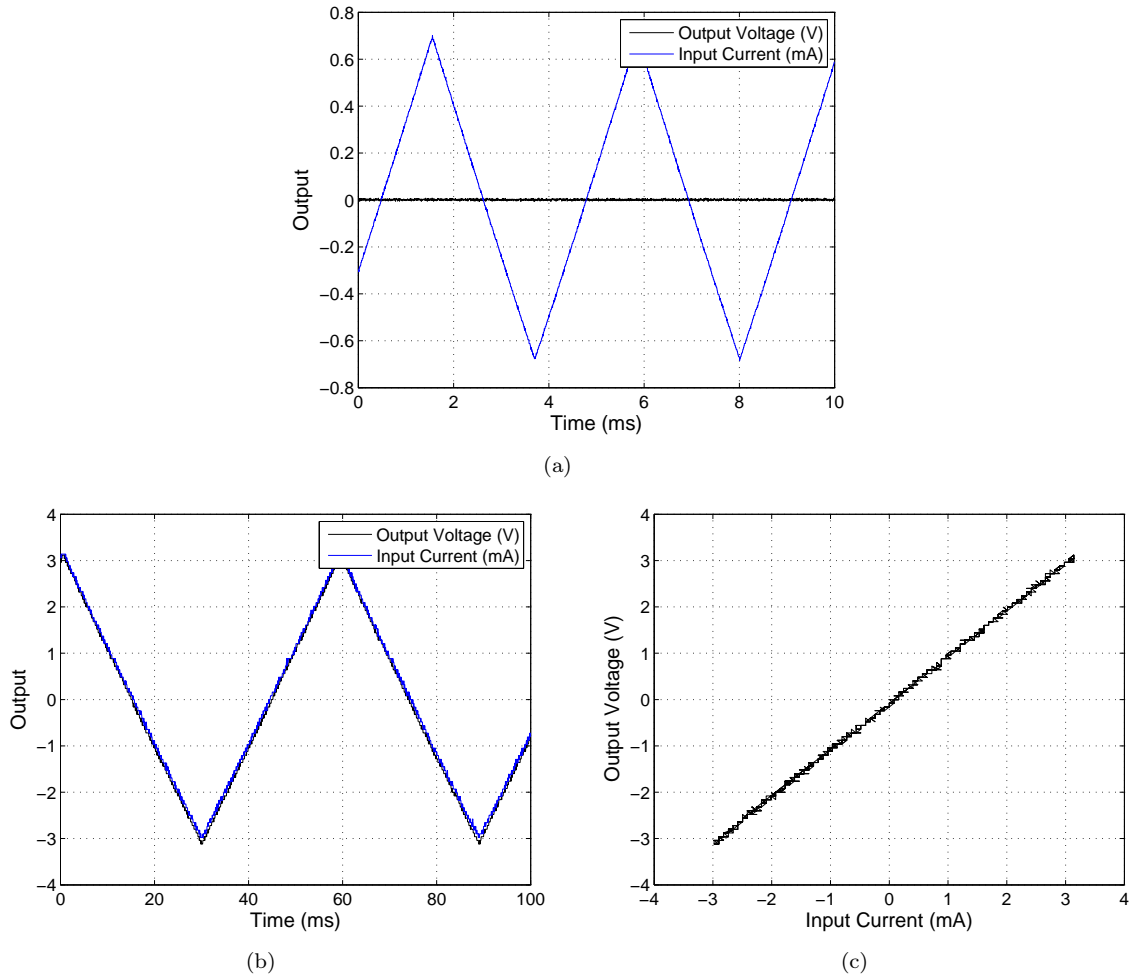 0.8
0.6
0.4
0.2
0
−0.2
−0.4
−0.6
−0.8
Output
Output Voltage (V)
Input Current (mA)
0 2 4 6 8 10
Time (ms)
(a)
4
3
2
1
0
−1
−2
−3
−4
Output
Output Voltage (V)
Input Current (mA)
0 20 40 60 80 100
Time (ms)
(b)
4
3
2
1
0
−1
−2
−3
−4
Output Voltage (V)
−4 −3 −2 −1 0 1 2 3 4
Input Current (mA)
(c)